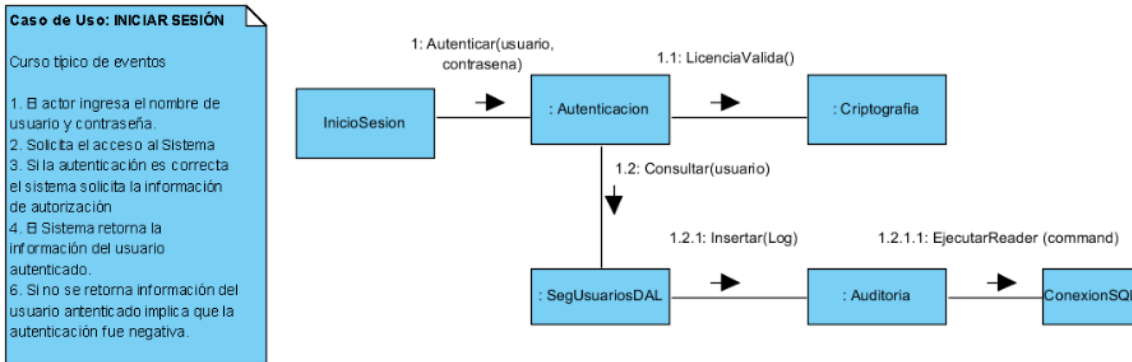 Caso de Uso: INICIAR SESIÓN
Curso típico de eventos
1. El actor ingresa el nombre de
usuario y contraseña.
2. Solicita el acceso al Sistema
3. Si la autenticación es correcta
el sistema solicita la información
de autorización
4. El Sistema retorna la
información del usuario
autenticado.
6. Si no se retorna información del
usuario antenticado implica que la
autenticación fue negativa.
1: Autenticar(usuario,
contrasena)
1.1: LicenciaValida()
InicioSesion
: Autenticacion
: Criptografia
1.2: Consultar(usuario)
1.2.1: Insertar(Log)
1.2.1.1: EjecutarReader (command)
: SegUsuariosDAL
: Auditoria
ConexionSQL